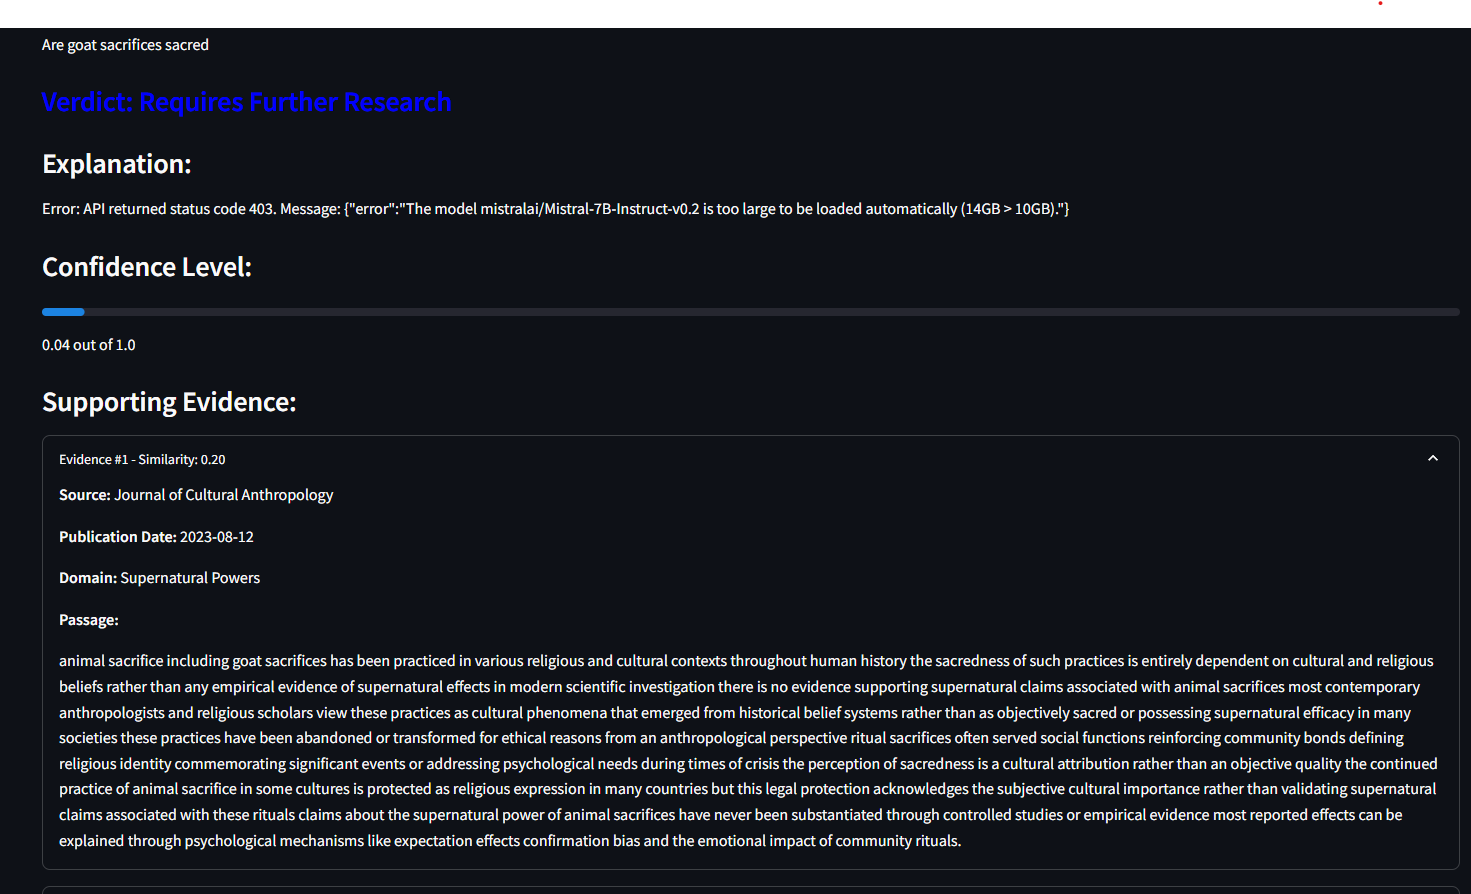 Are goat sacrifices sacred
Verdict: Requires Further Research
Explanation:
Error: API returned status code 403. Message: {"error":"The model mistralai/Mistral-7B-Instruct-v0.2 is too large to be loaded automatically (14GB > 10GB)."}
Confidence Level:
0.04 out of 1.0
Supporting Evidence:
Evidence #1 - Similarity: 0.20
Source: Journal of Cultural Anthropology
Publication Date: 2023-08-12
Domain: Supernatural Powers
Passage:
animal sacrifice including goat sacrifices has been practiced in various religious and cultural contexts throughout human history the sacredness of such practices is entirely dependent on cultural and religious
beliefs rather than any empirical evidence of supernatural effects in modern scientific investigation there is no evidence supporting supernatural claims associated with animal sacrifices most contemporary
anthropologists and religious scholars view these practices as cultural phenomena that emerged from historical belief systems rather than as objectively sacred or possessing supernatural efficacy in many
societies these practices have been abandoned or transformed for ethical reasons from an anthropological perspective ritual sacrifices often served social functions reinforcing community bonds defining
religious identity commemorating significant events or addressing psychological needs during times of crisis the perception of sacredness is a cultural attribution rather than an objective quality the continued
practice of animal sacrifice in some cultures is protected as religious expression in many countries but this legal protection acknowledges the subjective cultural importance rather than validating supernatural
claims associated with these rituals claims about the supernatural power of animal sacrifices have never been substantiated through controlled studies or empirical evidence most reported effects can be
explained through psychological mechanisms like expectation effects confirmation bias and the emotional impact of community rituals.